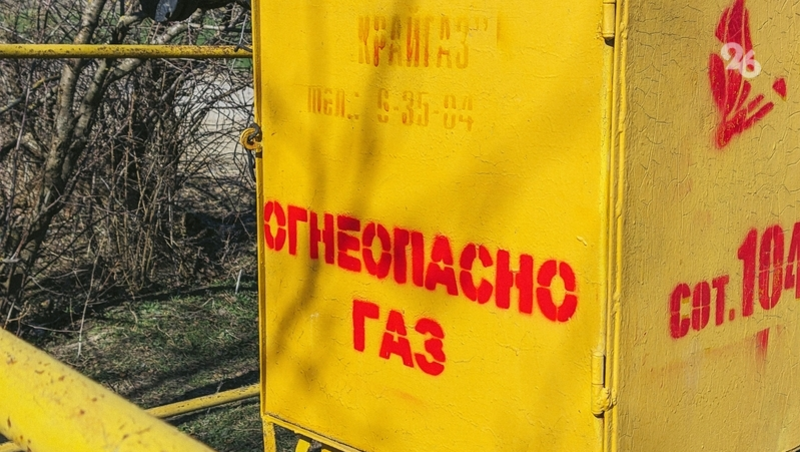 КРАЙГАЗ"
тел.: 6-35-04
ОГНЕОПАСНО
ГАЗ
26
сот. 104